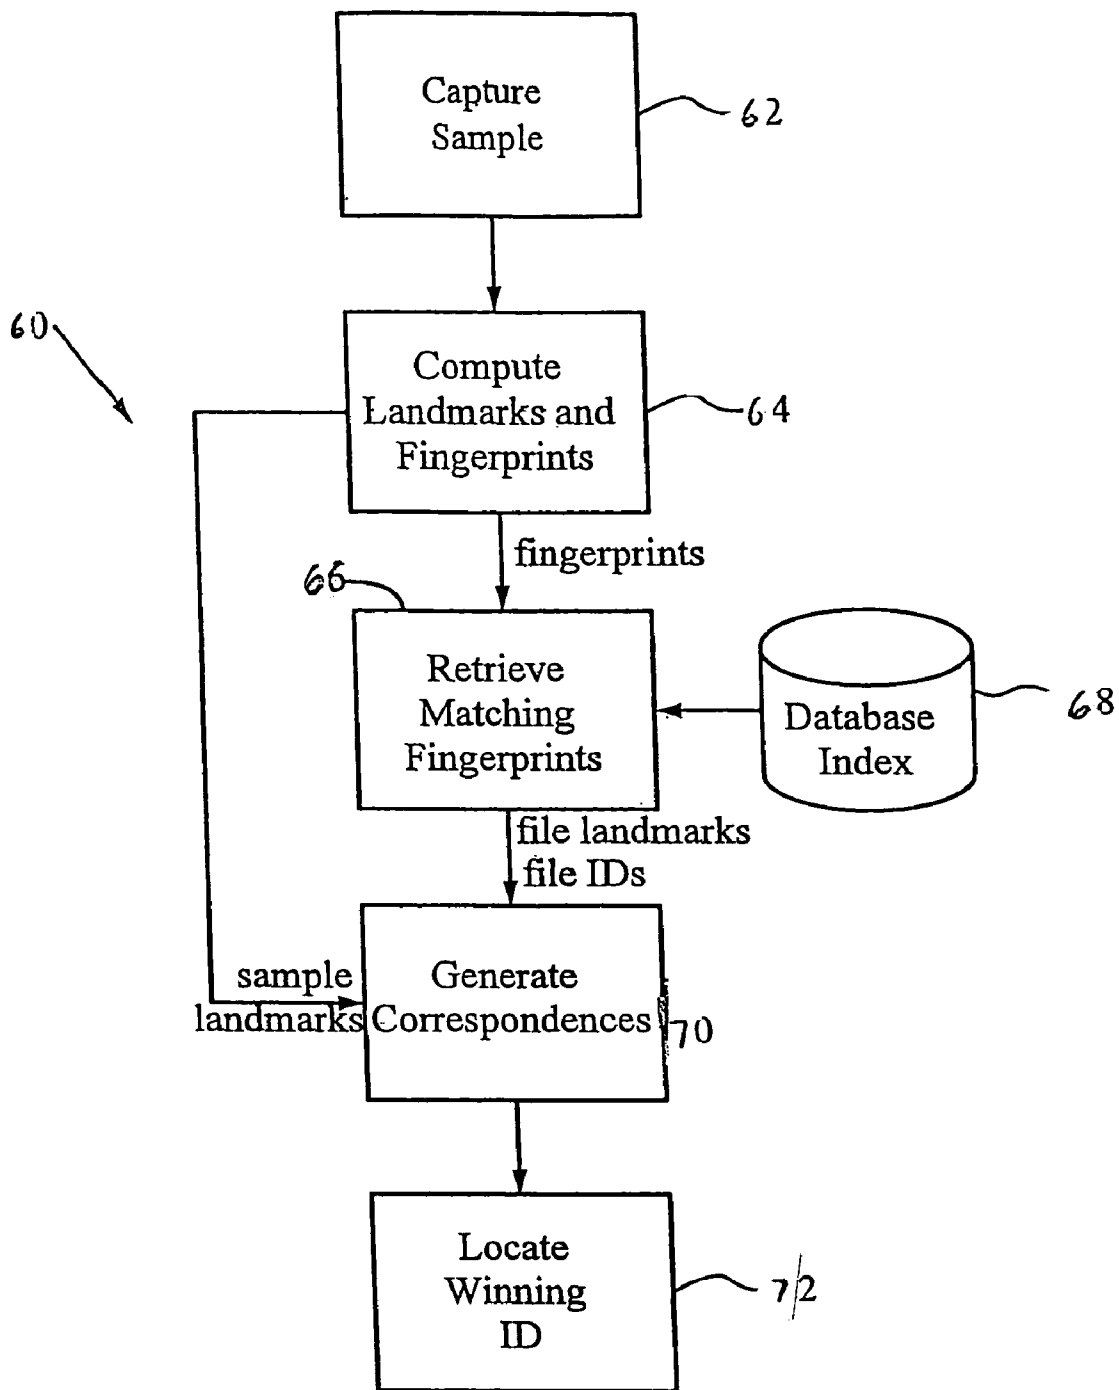 Capture
Sample
62
60
Compute
Landmarks and
Fingerprints
64
fingerprints
66
Retrieve
Matching
Fingerprints
Database
Index
68
file landmarks
file IDs
sample
landmarks
Generate
Correspondences
70
Locate
Winning
ID
72